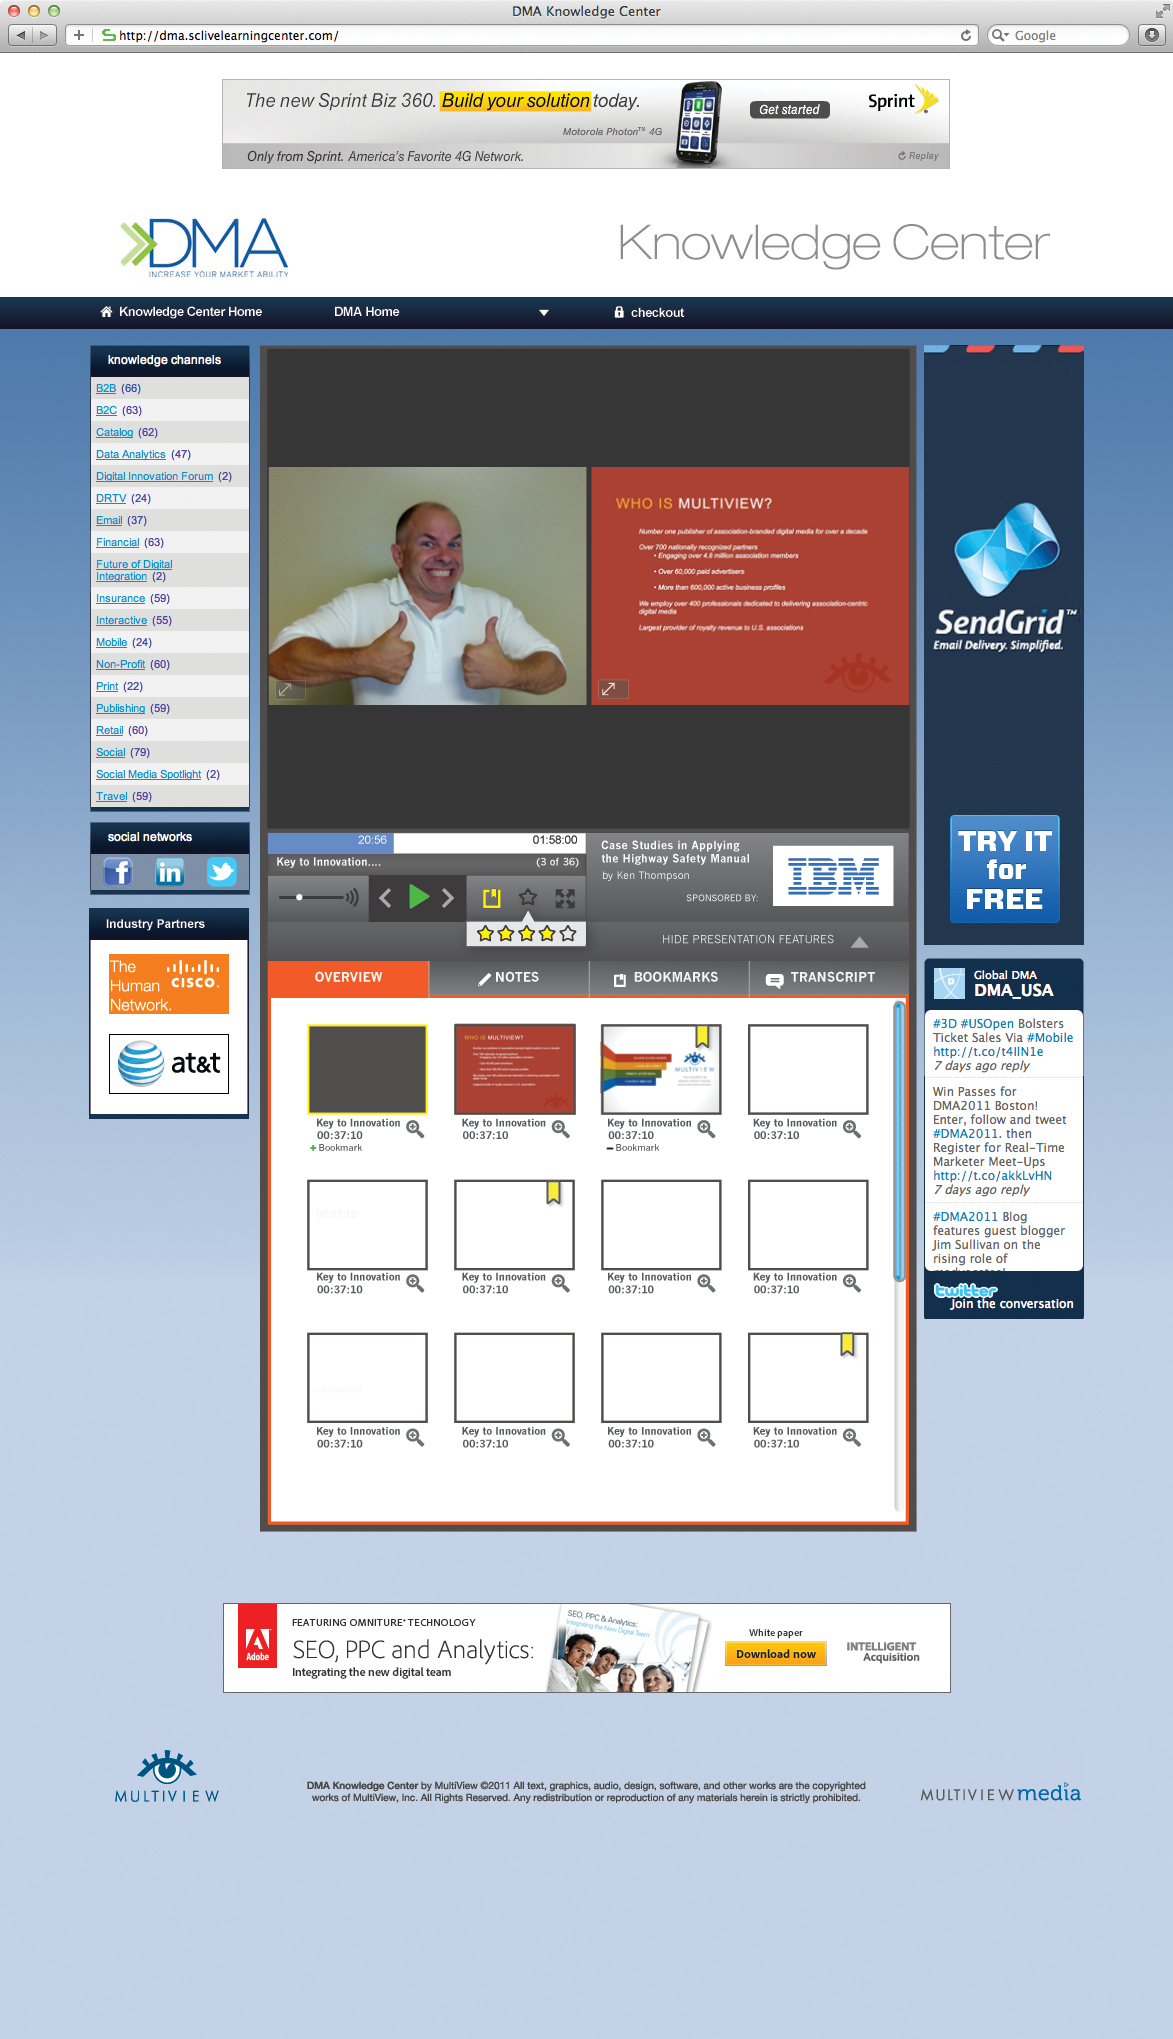 DMA Knowledge Center
http://dma.sclivelearningcenter.com/
Google
The new Sprint Biz 360. Build your solution today.
Get started
Sprint
Motorola Photon™ 4G
Only from Sprint. America's Favorite 4G Network.
Replay
DMA
INCREASE YOUR MARKET ABILITY
Knowledge Center
Knowledge Center Home
DMA Home
checkout
knowledge channels
B2B (66)
B2C (63)
Catalog (62)
Data Analytics (47)
Digital Innovation Forum (2)
DRTV (24)
Email (37)
Financial (63)
Future of Digital
Integration (2)
Insurance (59)
Interactive (55)
Mobile (24)
Non-Profit (60)
Print (22)
Publishing (59)
Retail (60)
Social (79)
Social Media Spotlight (2)
Travel (59)
social networks
f
in
Industry Partners
The
Human
Network.
CISCO.
at&t
WHO IS MULTIVIEW?
Number one publisher of association-branded digital media for over a decade
Over 700 nationally recognized partners
• Engaging over 4.6 million association members
• Over 60,000 paid advertisers
• More than 600,000 active business profiles
We employ over 400 professionals dedicated to delivering association-centric
digital media
Largest provider of royalty revenue to U.S. associations
20:56
01:58:00
Key to Innovation....
(3 of 36)
Case Studies in Applying
the Highway Safety Manual
by Ken Thompson
SPONSORED BY:
IBM
HIDE PRESENTATION FEATURES
OVERVIEW
NOTES
BOOKMARKS
TRANSCRIPT
WHO IS MULTIVIEW?
MULTIVIEW
Key to Innovation
00:37:10
+ Bookmark
Key to Innovation
00:37:10
Key to Innovation
00:37:10
– Bookmark
Key to Innovation
00:37:10
00:37:10
Key to Innovation
00:37:10
Key to Innovation
00:37:10
Key to Innovation
00:37:10
Key to Innovation
00:37:10
Key to Innovation
00:37:10
Key to Innovation
00:37:10
Key to Innovation
00:37:10
Key to Innovation
00:37:10
SendGrid™
Email Delivery. Simplified.
TRY IT
for
FREE
Global DMA
DMA_USA
#3D #USOpen Bolsters
Ticket Sales Via #Mobile
http://t.co/t4lIN1e
7 days ago reply
Win Passes for
DMA2011 Boston!
Enter, follow and tweet
#DMA2011. then
Register for Real-Time
Marketer Meet-Ups
http://t.co/akkLvHN
7 days ago reply
#DMA2011 Blog
features guest blogger
Jim Sullivan on the
rising role of
twitter
Join the conversation
Adobe
FEATURING OMNITURE® TECHNOLOGY
SEO, PPC and Analytics:
Integrating the new digital team
SEO, PPC & Analytics:
Integrating the New Digital Team
White paper
Download now
INTELLIGENT
Acquisition
MULTIVIEW
DMA Knowledge Center by MultiView ©2011 All text, graphics, audio, design, software, and other works are the copyrighted
works of MultiView, Inc. All Rights Reserved. Any redistribution or reproduction of any materials herein is strictly prohibited.
MULTIVIEW media